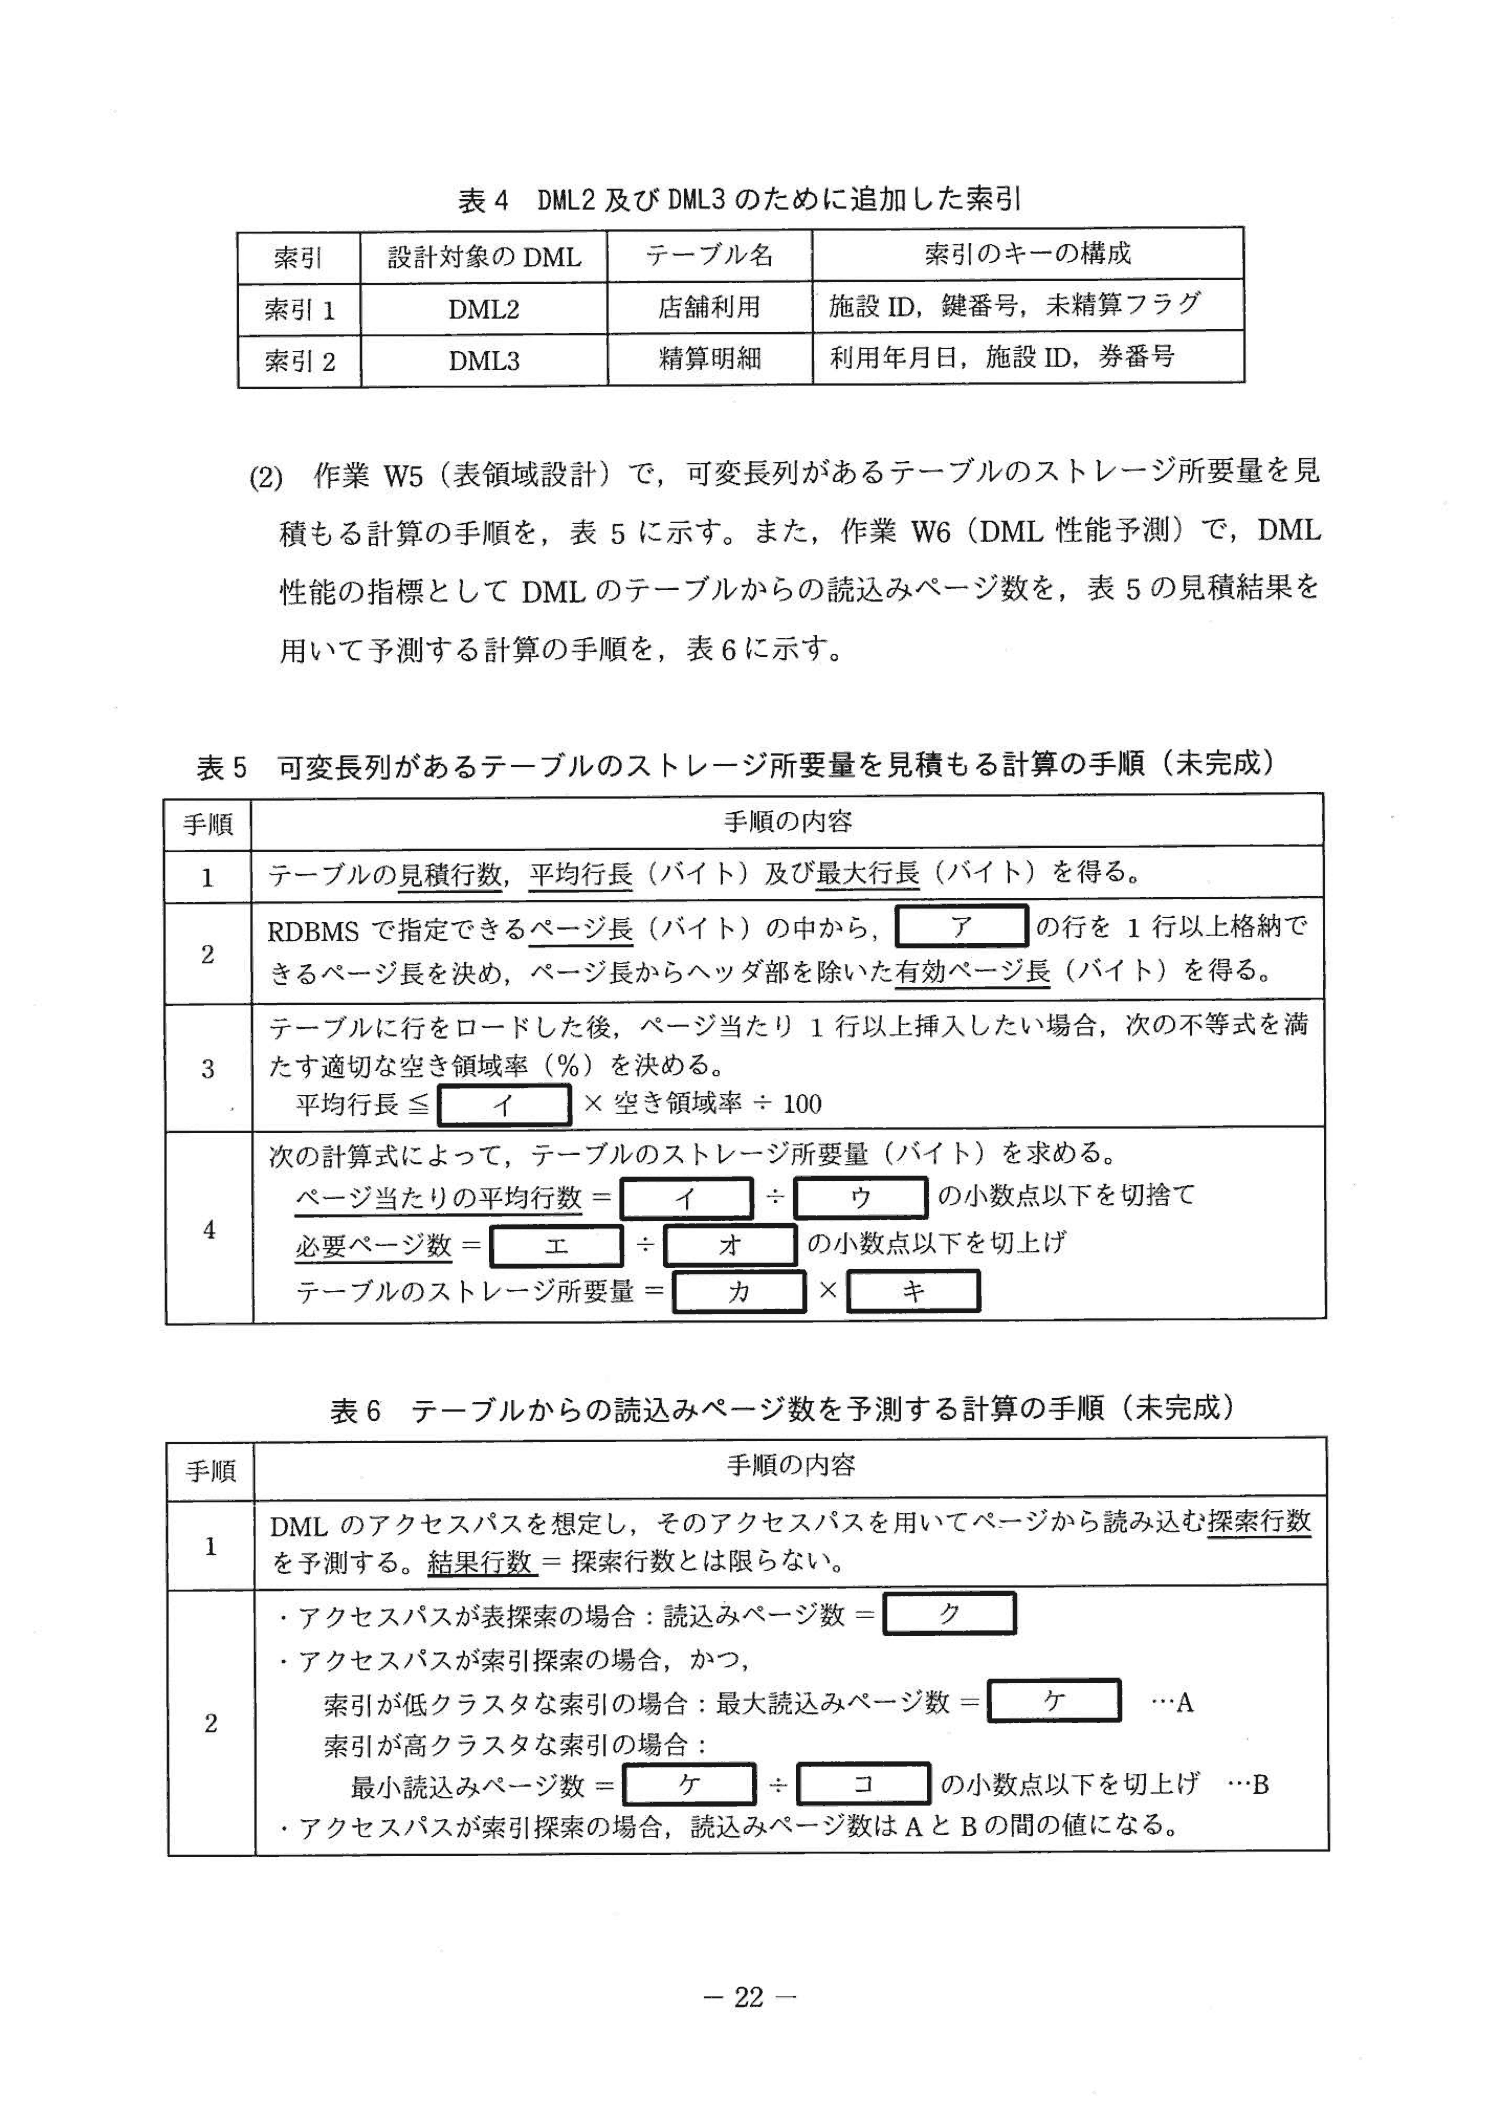 表 4　DML2 及び DML3 のために追加した索引
索引　設計対象の DML　テーブル名　索引のキーの構成
索引 1　DML2　店舗利用　施設 ID，鍵番号，未精算フラグ
索引 2　DML3　精算明細　利用年月日，施設 ID，券番号
(2)　作業 W5（表領域設計）で，可変長列があるテーブルのストレージ所要量を見
積もる計算の手順を，表 5 に示す。また，作業 W6（DML 性能予測）で，DML
性能の指標として DML のテーブルからの読込みページ数を，表 5 の見積結果を
用いて予測する計算の手順を，表 6 に示す。
表 5　可変長列があるテーブルのストレージ所要量を見積もる計算の手順（未完成）
手順　手順の内容
1　テーブルの見積行数，平均行長（バイト）及び最大行長（バイト）を得る。
2　RDBMS で指定できるページ長（バイト）の中から，　ア　の行を 1 行以上格納で
きるページ長を決め，ページ長からヘッダ部を除いた有効ページ長（バイト）を得る。
3　テーブルに行をロードした後，ページ当たり 1 行以上挿入したい場合，次の不等式を満
たす適切な空き領域率（%）を決める。
平均行長 ≦ 　イ　 × 空き領域率 ÷ 100
4　次の計算式によって，テーブルのストレージ所要量（バイト）を求める。
ページ当たりの平均行数 = 　イ　 ÷ 　ウ　 の小数点以下を切捨て
必要ページ数 = 　エ　 ÷ 　オ　 の小数点以下を切上げ
テーブルのストレージ所要量 = 　カ　 × 　キ　
表 6　テーブルからの読込みページ数を予測する計算の手順（未完成）
手順　手順の内容
1　DML のアクセスパスを想定し，そのアクセスパスを用いてページから読み込む探索行数
を予測する。結果行数 = 探索行数とは限らない。
2　・アクセスパスが表探索の場合：読込みページ数 = 　ク　
・アクセスパスが索引探索の場合，かつ，
索引が低クラスタな索引の場合：最大読込みページ数 = 　ケ　 …A
索引が高クラスタな索引の場合：
最小読込みページ数 = 　ケ　 ÷ 　コ　 の小数点以下を切上げ …B
・アクセスパスが索引探索の場合，読込みページ数は A と B の間の値になる。
－ 22 －